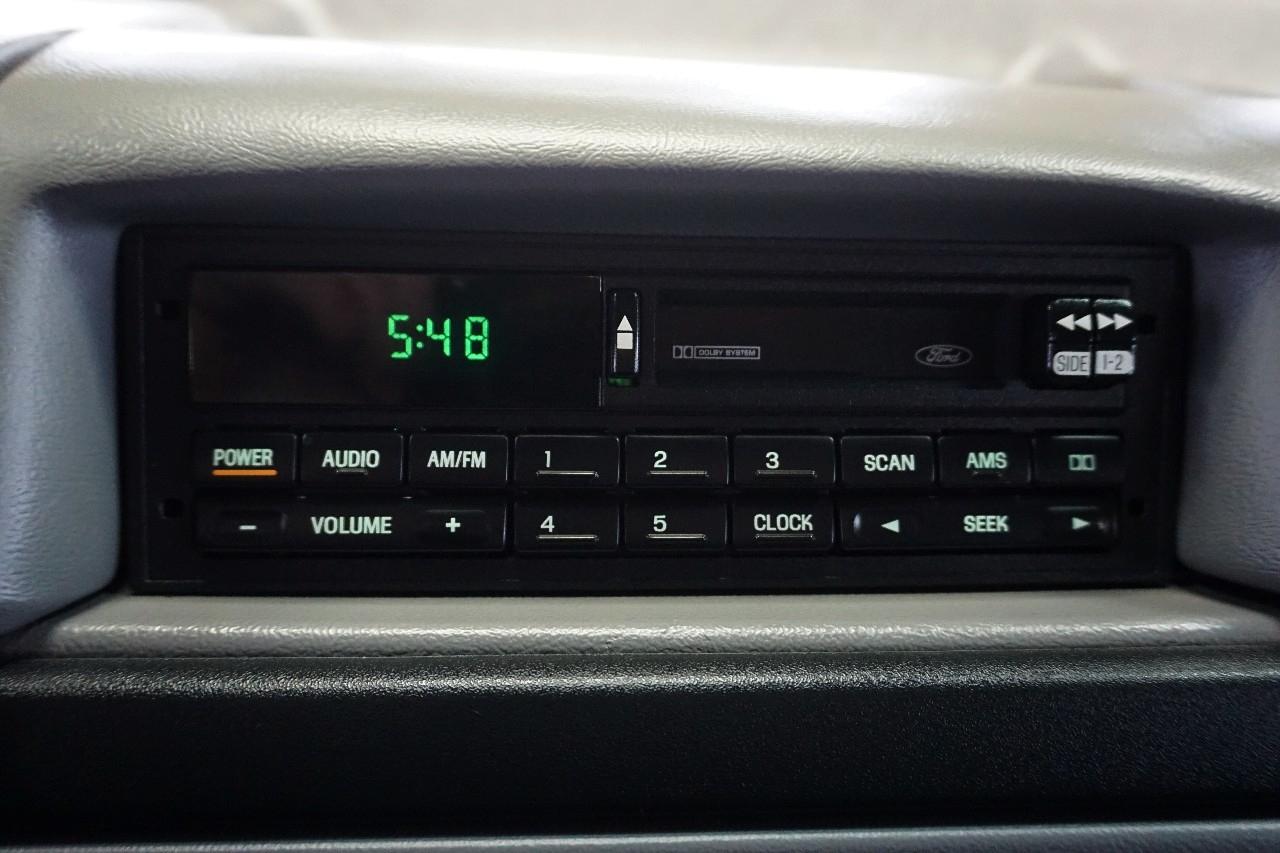 5:48
DOLBY SYSTEM
Ford
SIDE 1-2
POWER AUDIO AM/FM 1 2 3 SCAN AMS
- VOLUME + 4 5 CLOCK SEEK